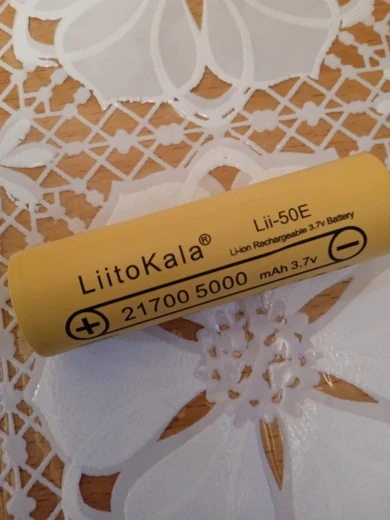 LiitoKala®
Lii-50E
Li-ion Rechargeable 3.7v Battery
+ 21700 5000 mAh 3.7v −